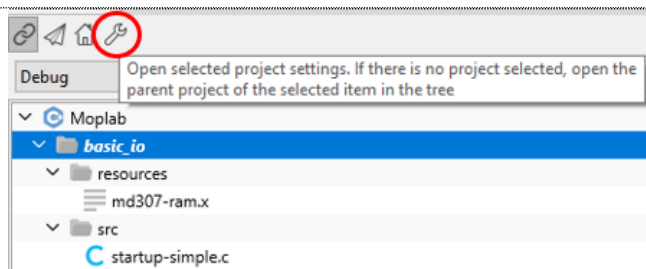 Debug
Open selected project settings. If there is no project selected, open the
parent project of the selected item in the tree
Moplab
basic_io
resources
md307-ram.x
src
startup-simple.c